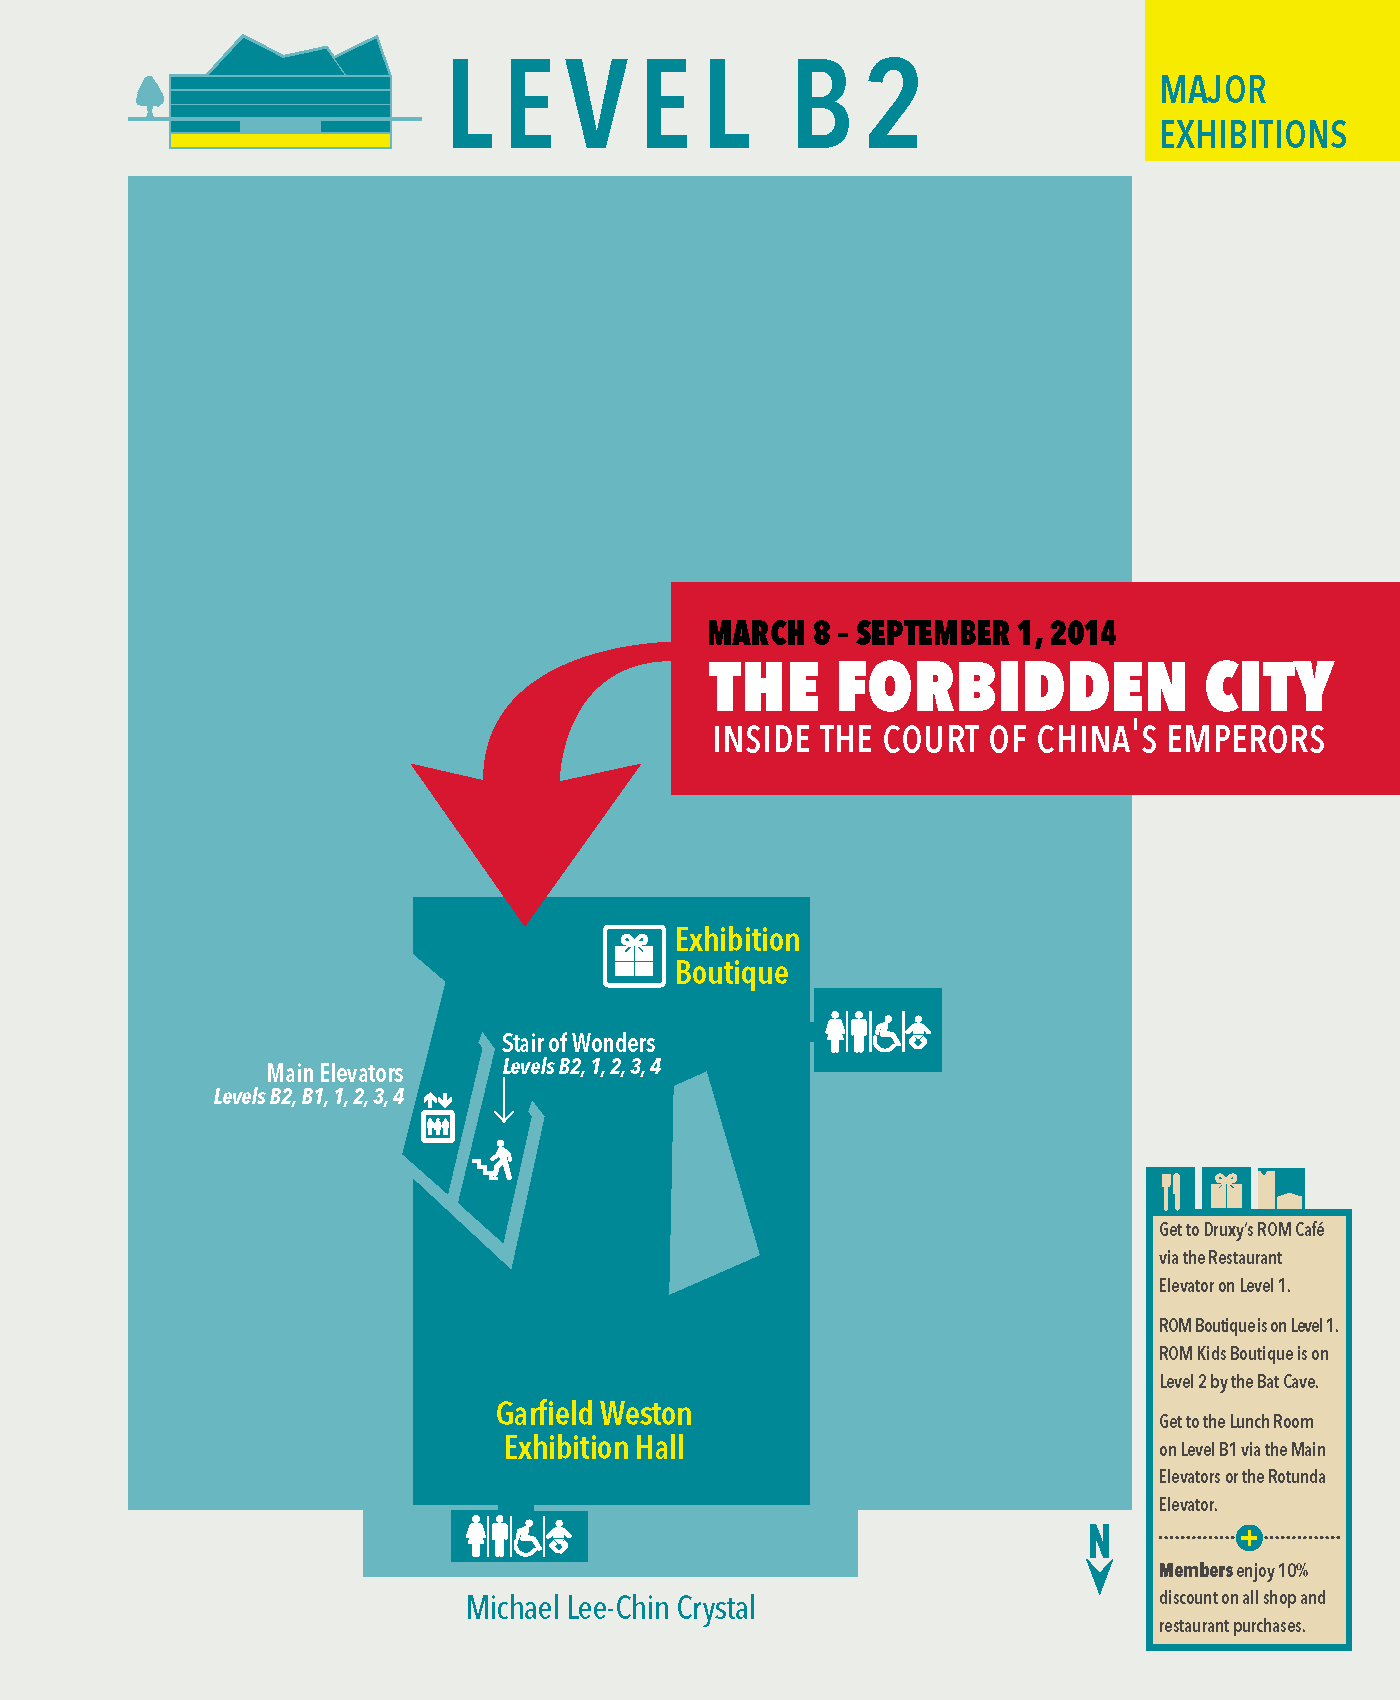 LEVEL B2
MAJOR
EXHIBITIONS
MARCH 8 - SEPTEMBER 1, 2014
THE FORBIDDEN CITY
INSIDE THE COURT OF CHINA'S EMPERORS
Exhibition
Boutique
Stair of Wonders
Levels B2, 1, 2, 3, 4
Main Elevators
Levels B2, B1, 1, 2, 3, 4
Garfield Weston
Exhibition Hall
Michael Lee-Chin Crystal
N
Get to Druxy's ROM Café
via the Restaurant
Elevator on Level 1.
ROM Boutique is on Level 1.
ROM Kids Boutique is on
Level 2 by the Bat Cave.
Get to the Lunch Room
on Level B1 via the Main
Elevators or the Rotunda
Elevator.
+
Members enjoy 10%
discount on all shop and
restaurant purchases.